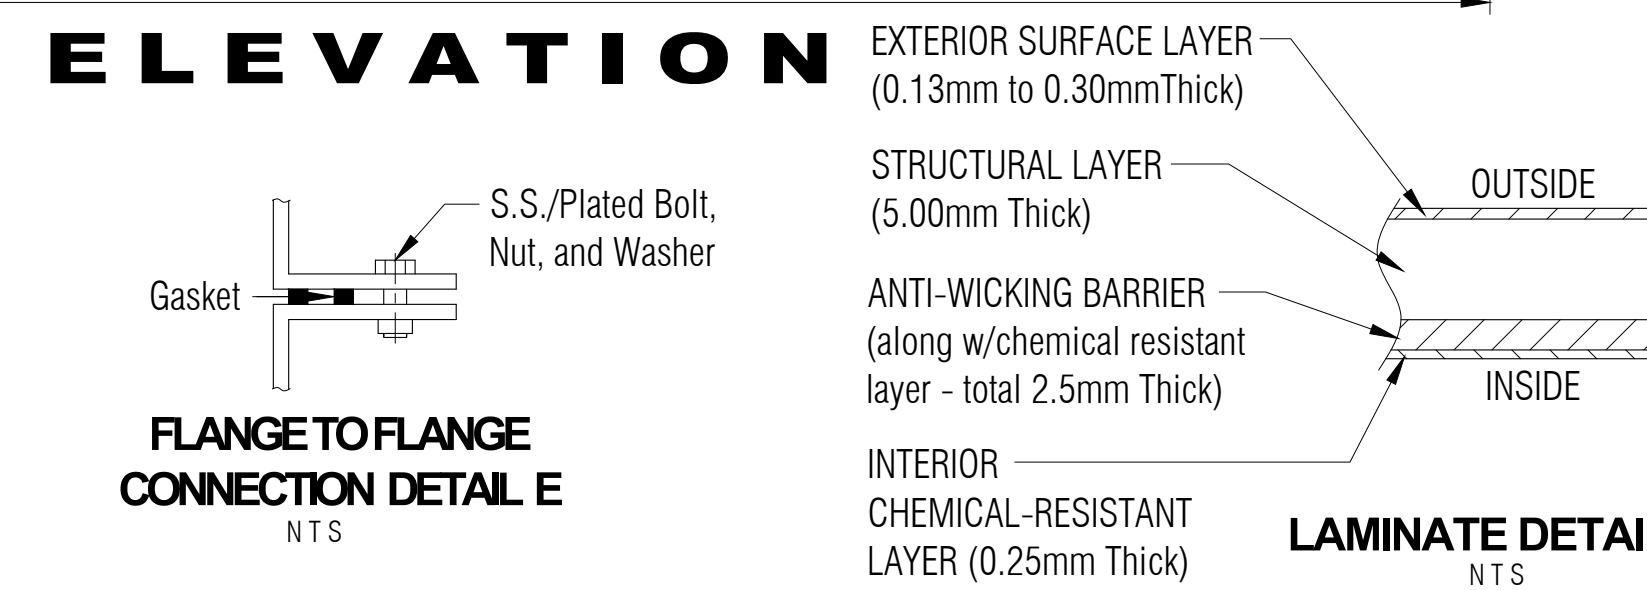 ELEVATION
S.S./Plated Bolt,
Nut, and Washer
Gasket
FLANGE TO FLANGE
CONNECTION DETAIL E
NTS
EXTERIOR SURFACE LAYER
(0.13mm to 0.30mmThick)
STRUCTURAL LAYER
(5.00mm Thick)
ANTI-WICKING BARRIER
(along w/chemical resistant
layer - total 2.5mm Thick)
INTERIOR
CHEMICAL-RESISTANT
LAYER (0.25mm Thick)
OUTSIDE
INSIDE
LAMINATE DETAI
NTS